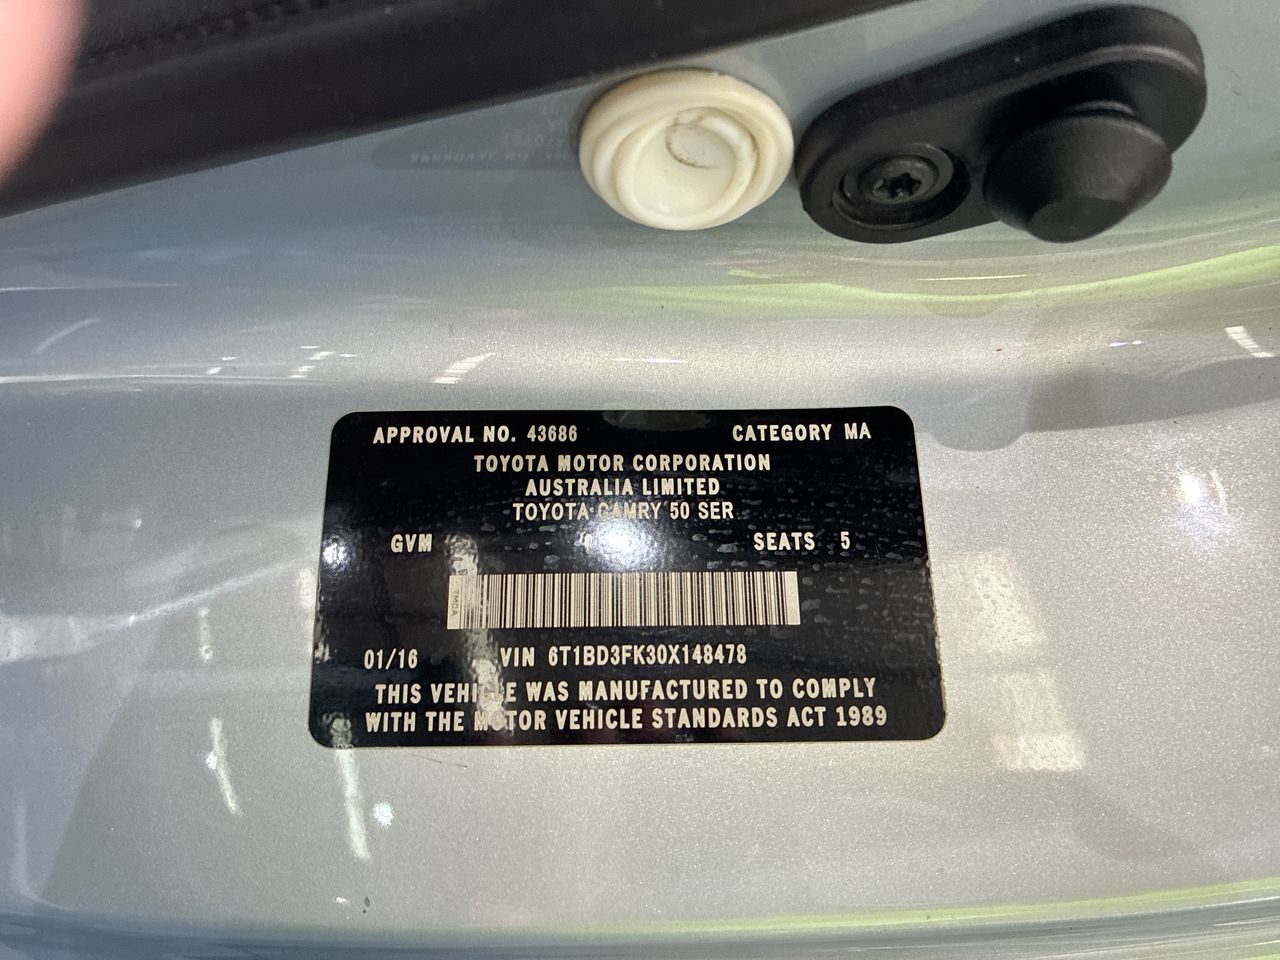 APPROVAL NO. 43686 CATEGORY MA
TOYOTA MOTOR CORPORATION
AUSTRALIA LIMITED
TOYOTA CAMRY 50 SER
GVM SEATS 5
TMCA
01/16 VIN 6T1BD3FK30X148478
THIS VEHICLE WAS MANUFACTURED TO COMPLY
WITH THE MOTOR VEHICLE STANDARDS ACT 1989